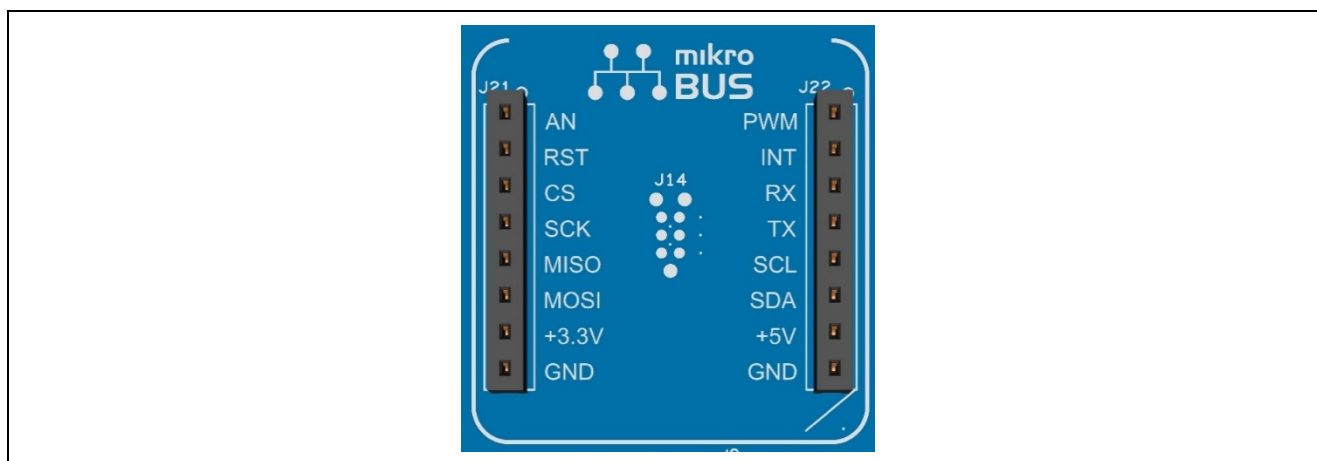 mikro
BUS
J21
J22
AN
PWM
RST
INT
J14
CS
RX
SCK
TX
MISO
SCL
MOSI
SDA
+3.3V
+5V
GND
GND